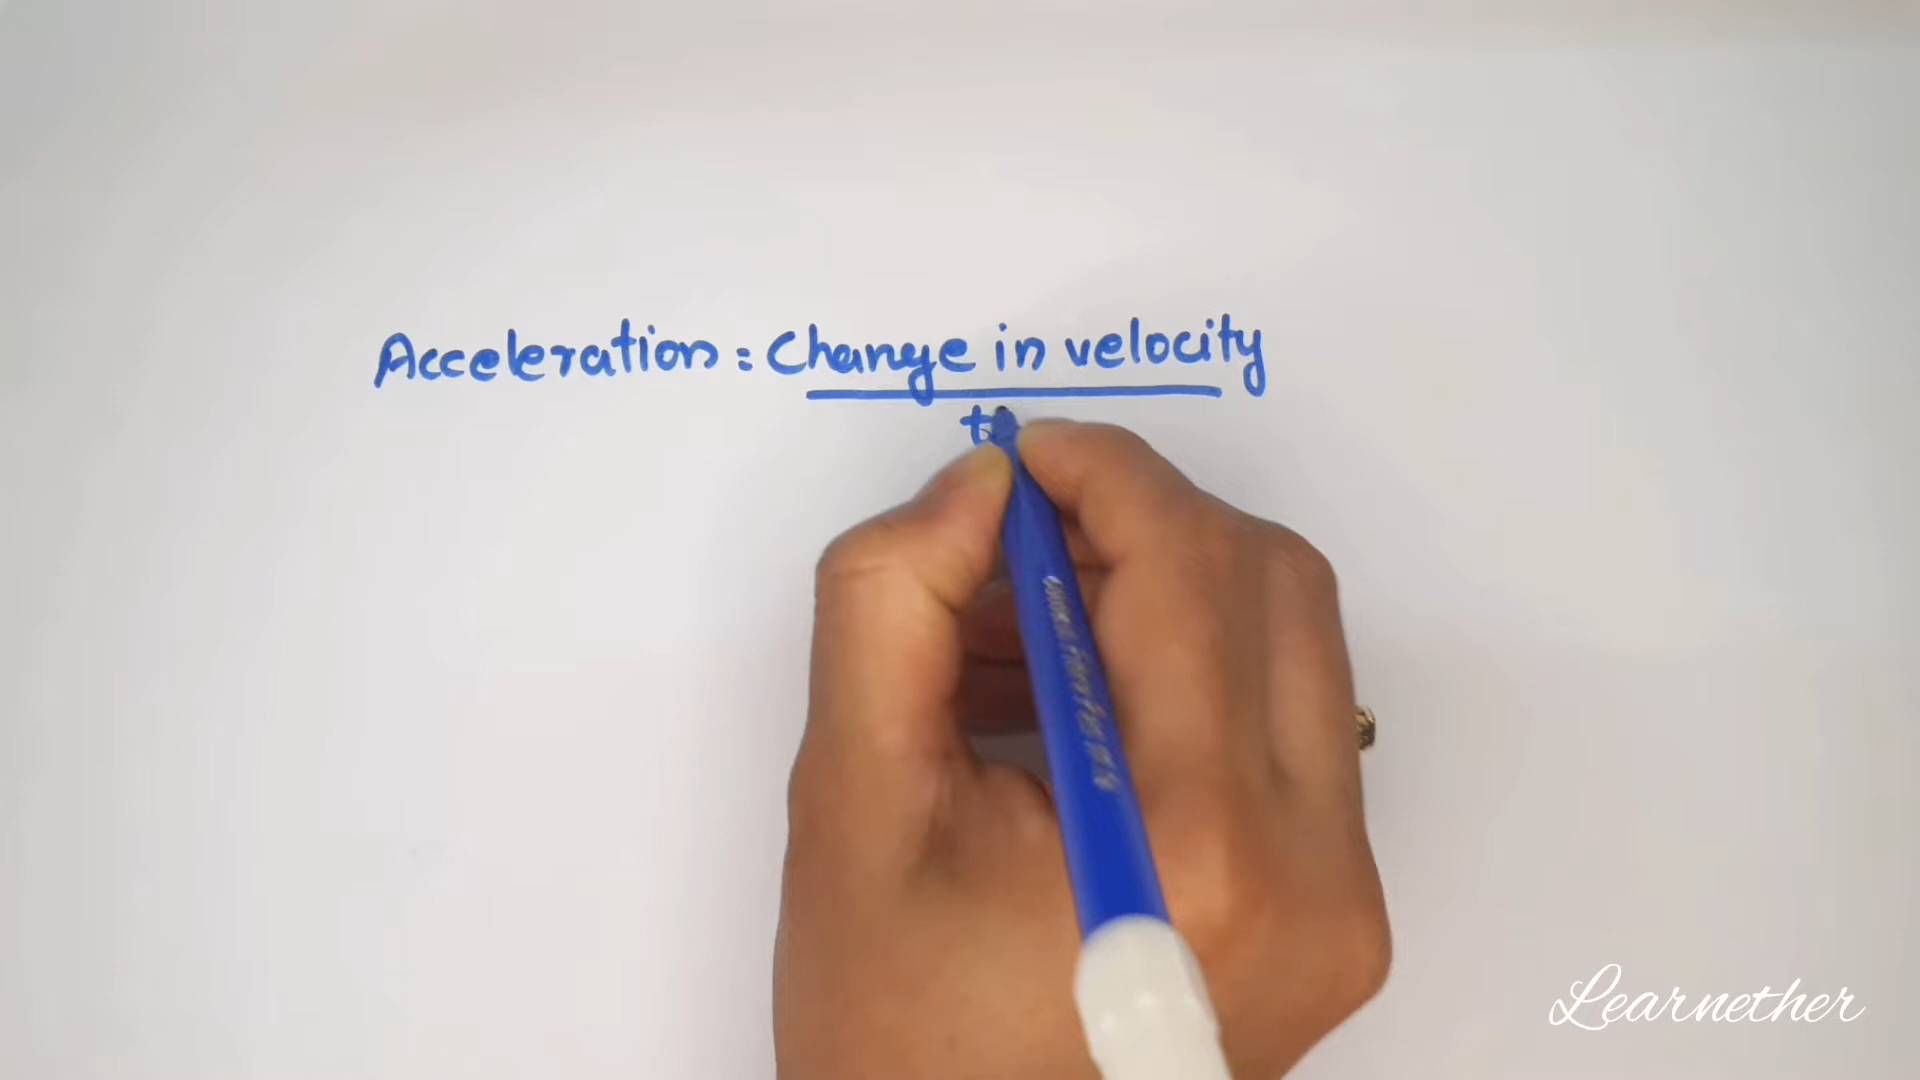 Acceleration = Change in velocity
t
Learnether